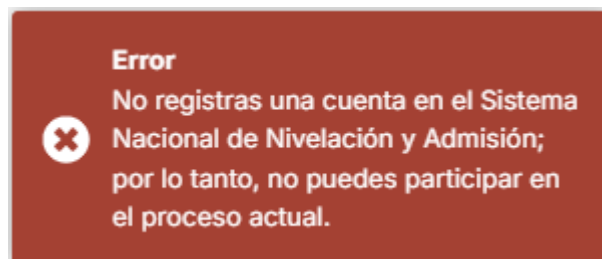 Error
No registras una cuenta en el Sistema
Nacional de Nivelación y Admisión;
por lo tanto, no puedes participar en
el proceso actual.